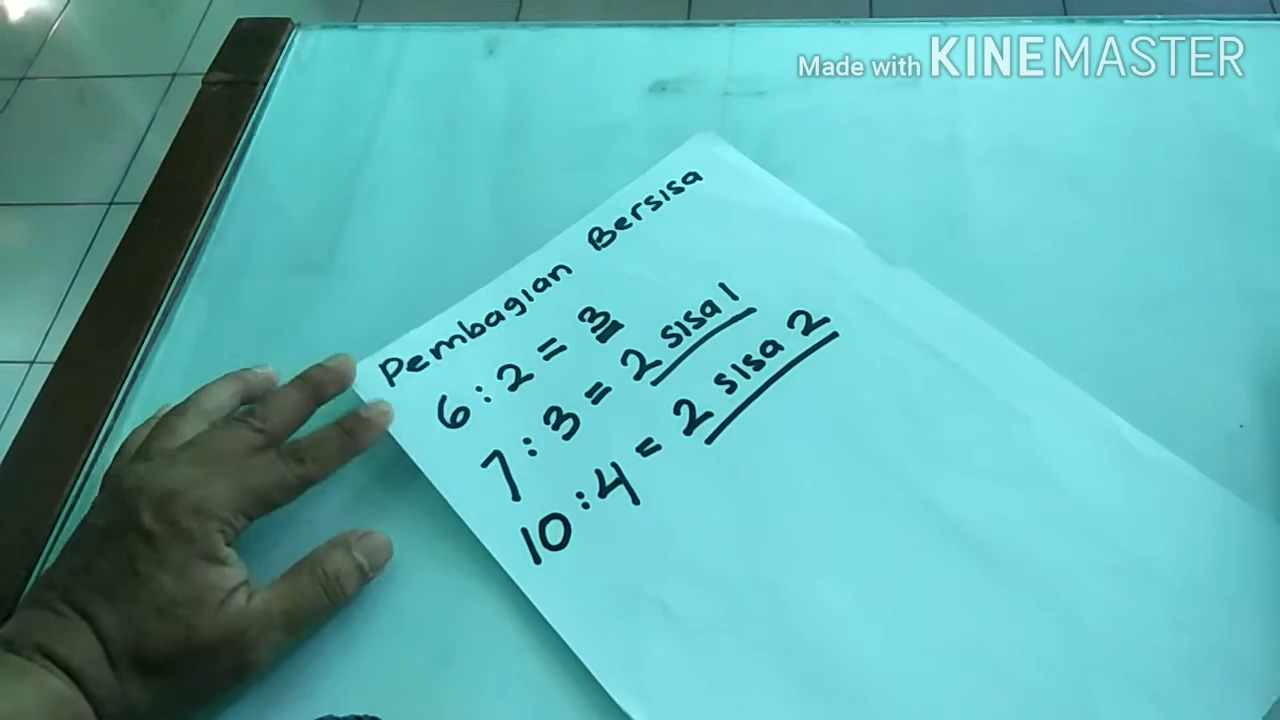 Made with KINEMASTER
Pembagian Bersisa
6 : 2 = 3
7 : 3 = 2 sisa 1
10 : 4 = 2 sisa 2